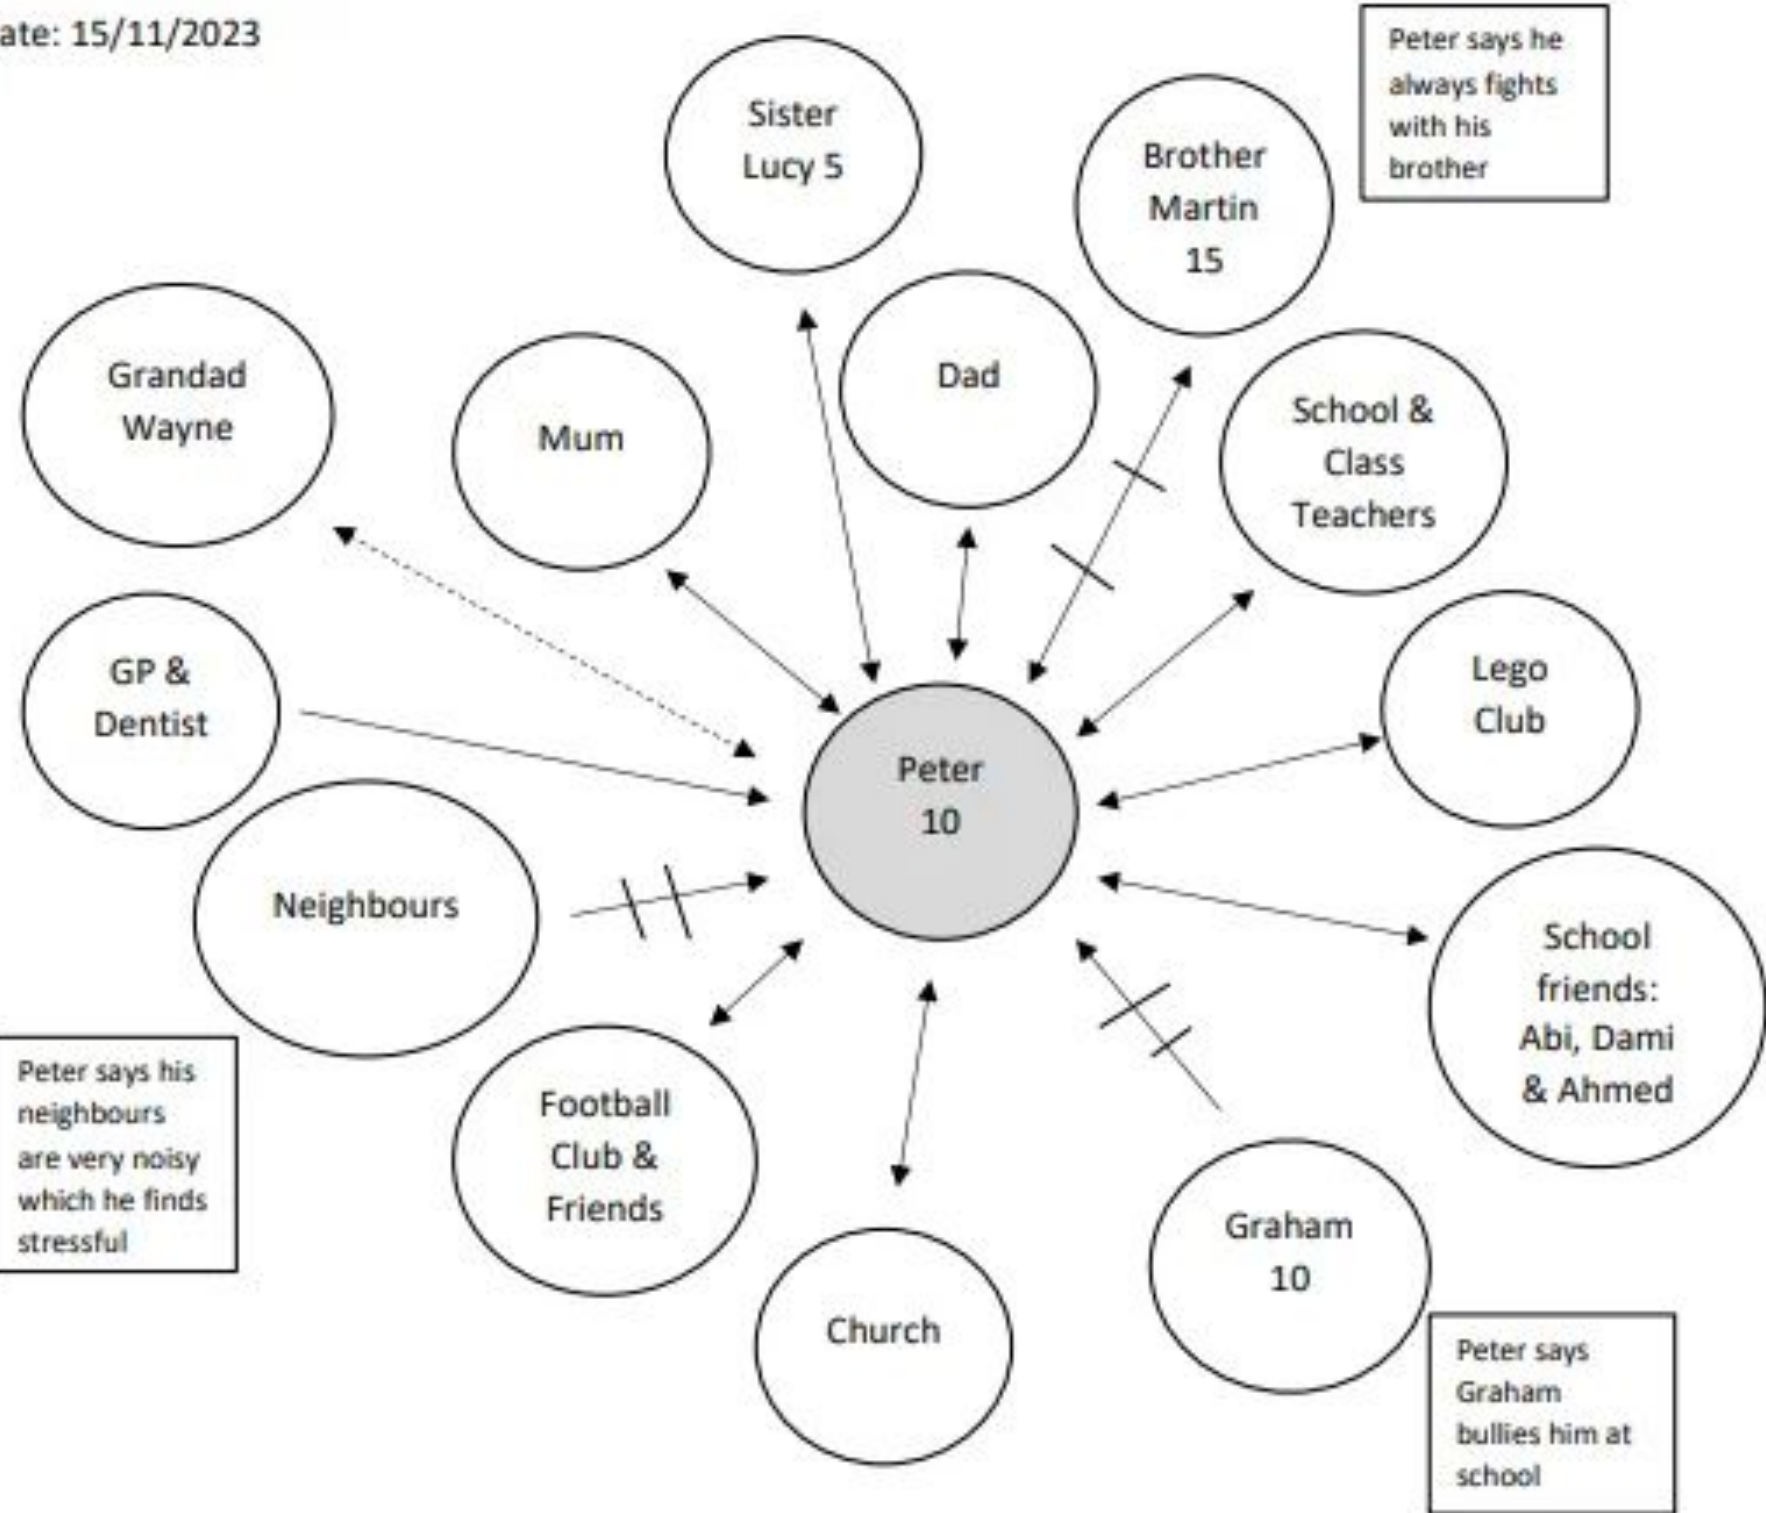 ate: 15/11/2023
Peter says he
always fights
with his
brother
Sister
Lucy 5
Brother
Martin
15
Grandad
Wayne
Mum
Dad
School &
Class
Teachers
GP &
Dentist
Lego
Club
Peter
10
Neighbours
School
friends:
Abi, Dami
& Ahmed
Peter says his
neighbours
are very noisy
which he finds
stressful
Football
Club &
Friends
Church
Graham
10
Peter says
Graham
bullies him at
school